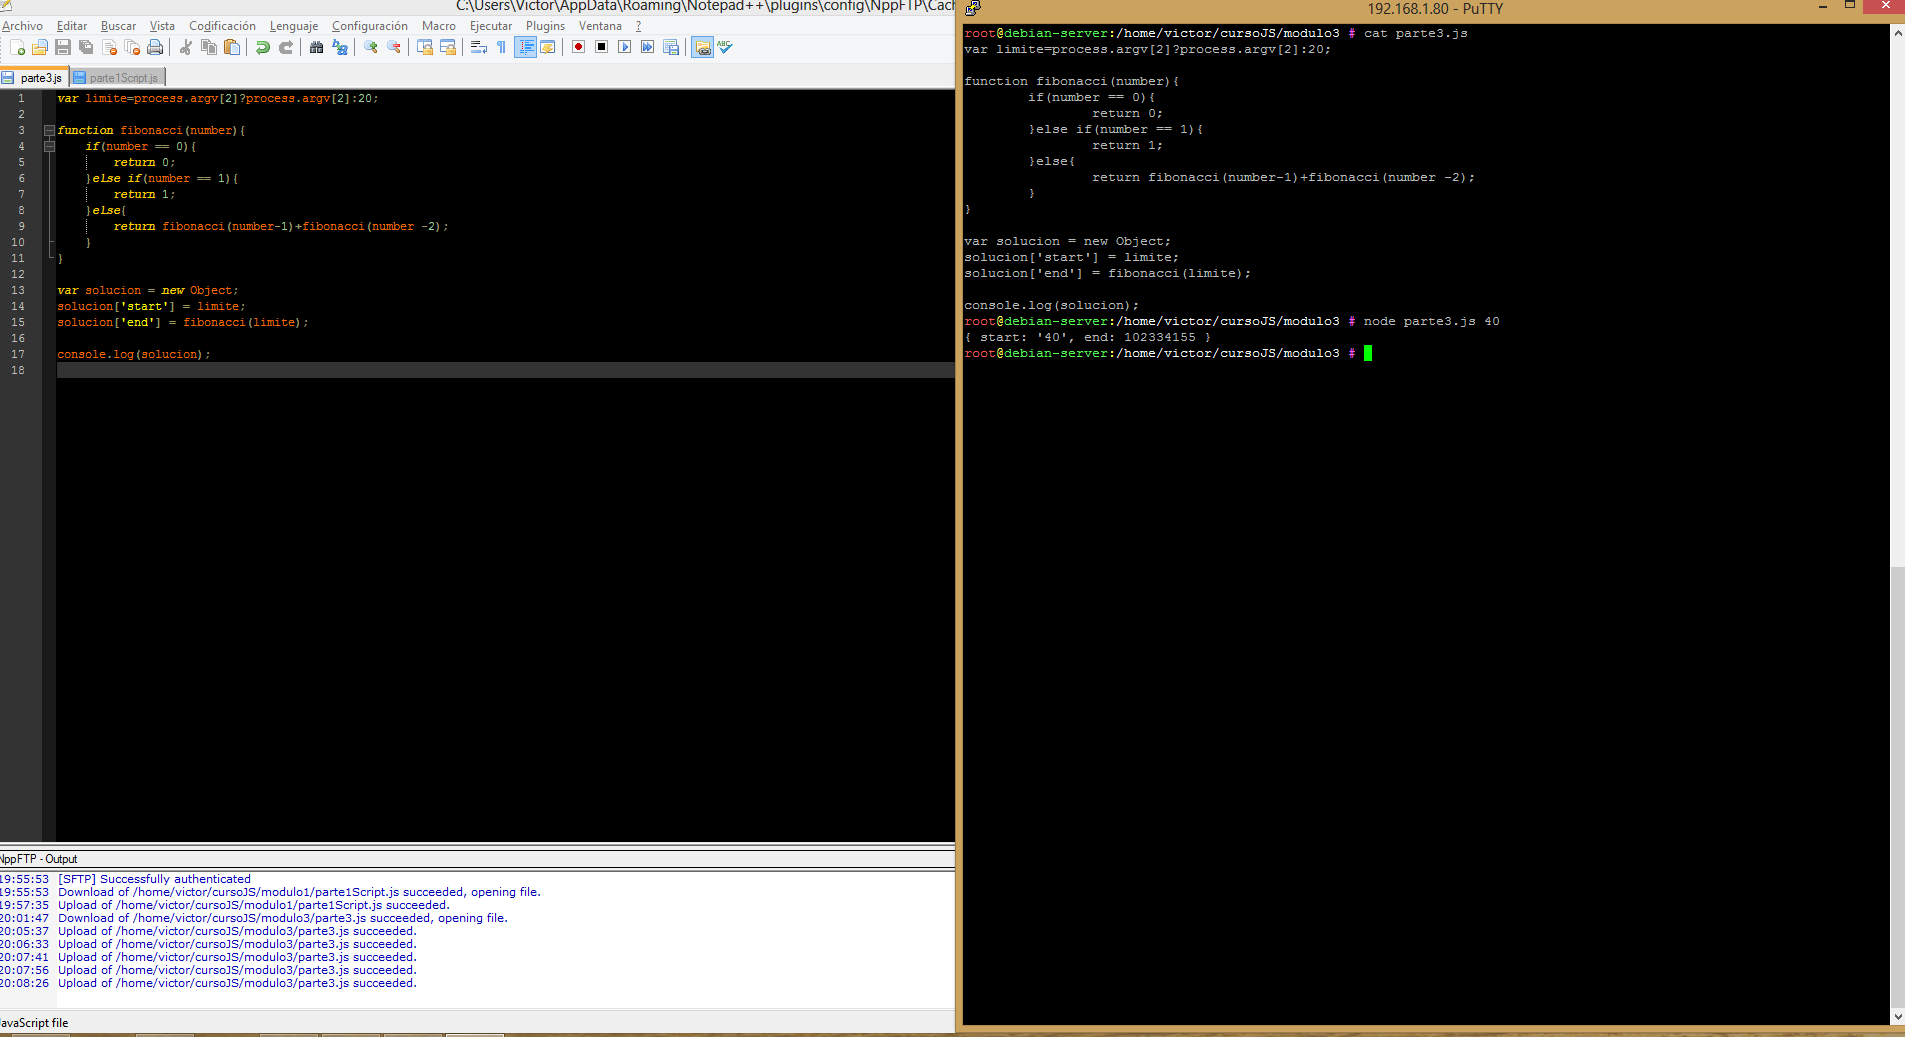 C:\Users\Victor\AppData\Roaming\Notepad++\plugins\config\NppFTP\Cach
Archivo Editar Buscar Vista Codificación Lenguaje Configuración Macro Ejecutar Plugins Ventana ?
ABC
parte3.js parte1Script.js
1 var limite=process.argv[2]?process.argv[2]:20;
2
3 function fibonacci(number){
4 if(number == 0){
5 return 0;
6 }else if(number == 1){
7 return 1;
8 }else{
9 return fibonacci(number-1)+fibonacci(number -2);
10 }
11 }
12
13 var solucion = new Object;
14 solucion['start'] = limite;
15 solucion['end'] = fibonacci(limite);
16
17 console.log(solucion);
18
NppFTP - Output
19:55:53 [SFTP] Successfully authenticated
19:55:53 Download of /home/victor/cursoJS/modulo1/parte1Script.js succeeded, opening file.
19:57:35 Upload of /home/victor/cursoJS/modulo1/parte1Script.js succeeded.
20:01:47 Download of /home/victor/cursoJS/modulo3/parte3.js succeeded, opening file.
20:05:37 Upload of /home/victor/cursoJS/modulo3/parte3.js succeeded.
20:06:33 Upload of /home/victor/cursoJS/modulo3/parte3.js succeeded.
20:07:41 Upload of /home/victor/cursoJS/modulo3/parte3.js succeeded.
20:07:56 Upload of /home/victor/cursoJS/modulo3/parte3.js succeeded.
20:08:26 Upload of /home/victor/cursoJS/modulo3/parte3.js succeeded.
JavaScript file
192.168.1.80 - PuTTY
root@debian-server:/home/victor/cursoJS/modulo3 # cat parte3.js
var limite=process.argv[2]?process.argv[2]:20;
function fibonacci(number){
if(number == 0){
return 0;
}else if(number == 1){
return 1;
}else{
return fibonacci(number-1)+fibonacci(number -2);
}
}
var solucion = new Object;
solucion['start'] = limite;
solucion['end'] = fibonacci(limite);
console.log(solucion);
root@debian-server:/home/victor/cursoJS/modulo3 # node parte3.js 40
{ start: '40', end: 102334155 }
root@debian-server:/home/victor/cursoJS/modulo3 #